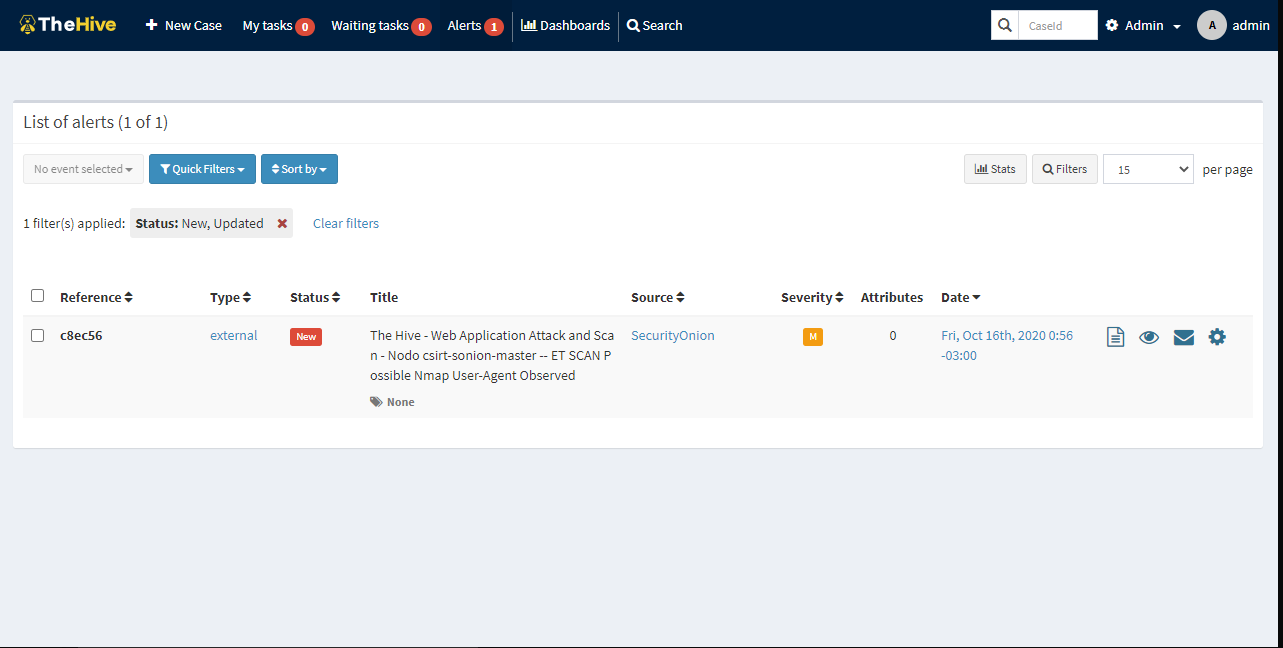 TheHive New Case My tasks 0 Waiting tasks 0 Alerts 1 Dashboards Search CaseId Admin A admin
List of alerts (1 of 1)
No event selected Quick Filters Sort by Stats Filters 15 per page
1 filter(s) applied: Status: New, Updated Clear filters
Reference Type Status Title Source Severity Attributes Date
c8ec56 external New The Hive - Web Application Attack and Sca SecurityOnion M 0 Fri, Oct 16th, 2020 0:56
n - Nodo csirt-sonion-master -- ET SCAN P -03:00
ossible Nmap User-Agent Observed
None